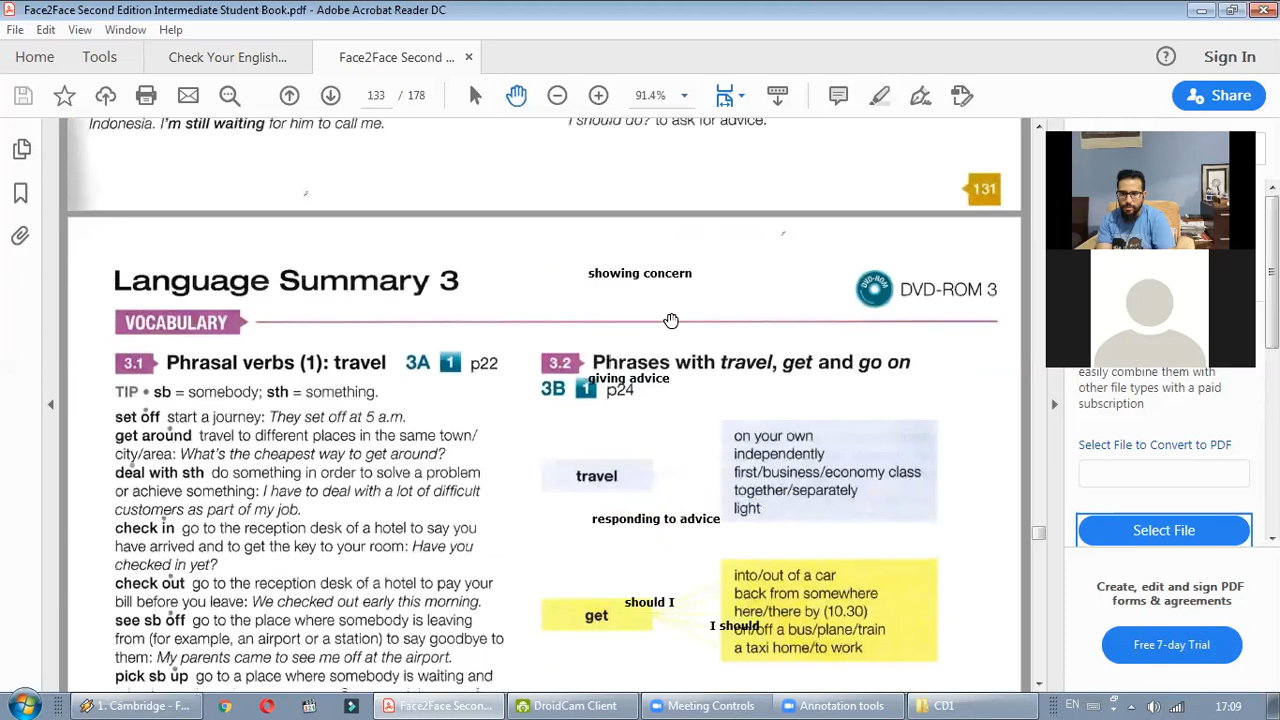 Face2Face Second Edition Intermediate Student Book.pdf - Adobe Acrobat Reader DC
File Edit View Window Help
Home Tools Check Your English... Face2Face Second ... × ? Sign In
133 / 178 91.4% Share
Indonesia. I'm still waiting for him to call me.
I should do? to ask for advice.
131
Language Summary 3
showing concern
DVD-ROM 3
VOCABULARY
3.1 Phrasal verbs (1): travel 3A 1 p22
TIP • sb = somebody; sth = something.
set off start a journey: They set off at 5 a.m.
get around travel to different places in the same town/
city/area: What's the cheapest way to get around?
deal with sth do something in order to solve a problem
or achieve something: I have to deal with a lot of difficult
customers as part of my job.
check in go to the reception desk of a hotel to say you
have arrived and to get the key to your room: Have you
checked in yet?
check out go to the reception desk of a hotel to pay your
bill before you leave: We checked out early this morning.
see sb off go to the place where somebody is leaving
from (for example, an airport or a station) to say goodbye to
them: My parents came to see me off at the airport.
pick sb up go to a place where somebody is waiting and
3.2 Phrases with travel, get and go on
giving advice
3B 1 p24
travel
on your own
independently
first/business/economy class
together/separately
light
responding to advice
get
into/out of a car
back from somewhere
here/there by (10.30)
on/off a bus/plane/train
a taxi home/to work
should I
I should
easily combine them with
other file types with a paid
subscription
Select File to Convert to PDF
Select File
Create, edit and sign PDF
forms & agreements
Free 7-day Trial
1. Cambridge - F... Face2Face Secon... DroidCam Client Meeting Controls Annotation tools CD1 EN 17:09